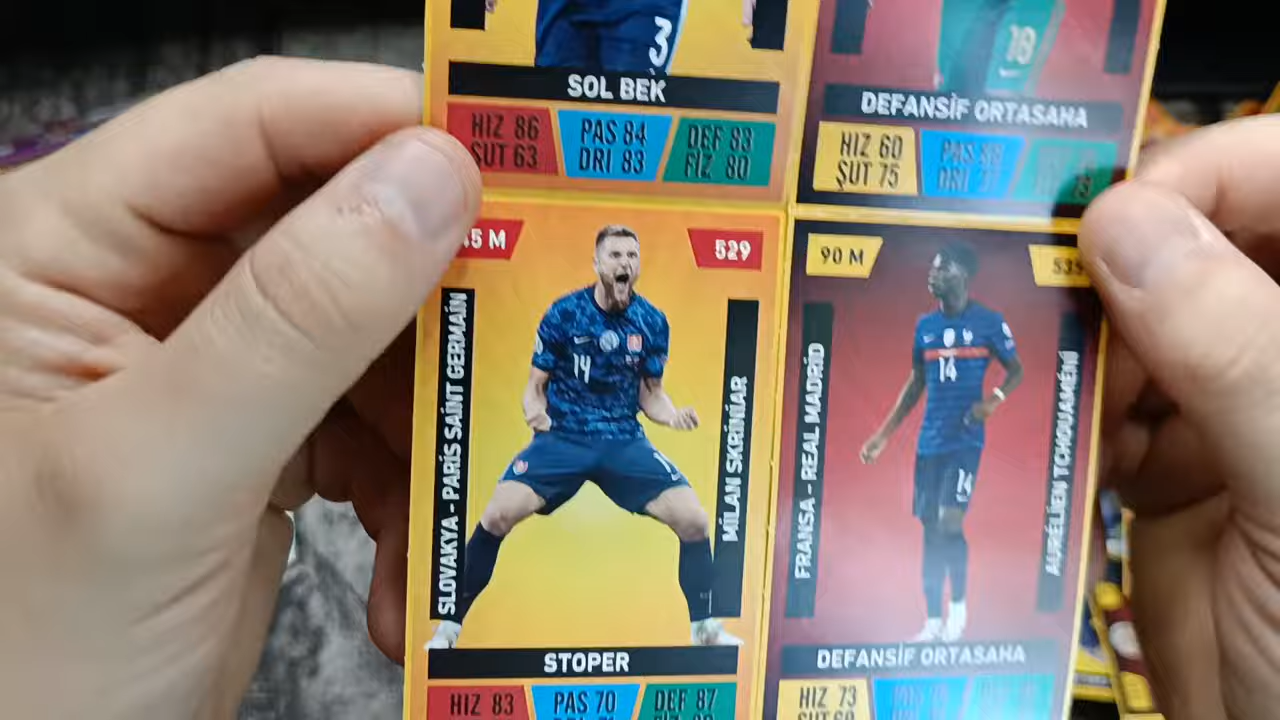 3
SOL BEK
HIZ 86
ŞUT 63
PAS 84
DRİ 83
DEF 83
FİZ 80
18
DEFANSİF ORTASAHA
HIZ 60
ŞUT 75
45 M
529
SLOVAKYA - PARİS SAİNT GERMAİN
14
MİLAN SKRİNİAR
STOPER
HIZ 83
PAS 70
DEF 87
90 M
FRANSA - REAL MADRİD
14
14
AURÉLİEN TCHOUAMÉNİ
DEFANSİF ORTASAHA
HIZ 73